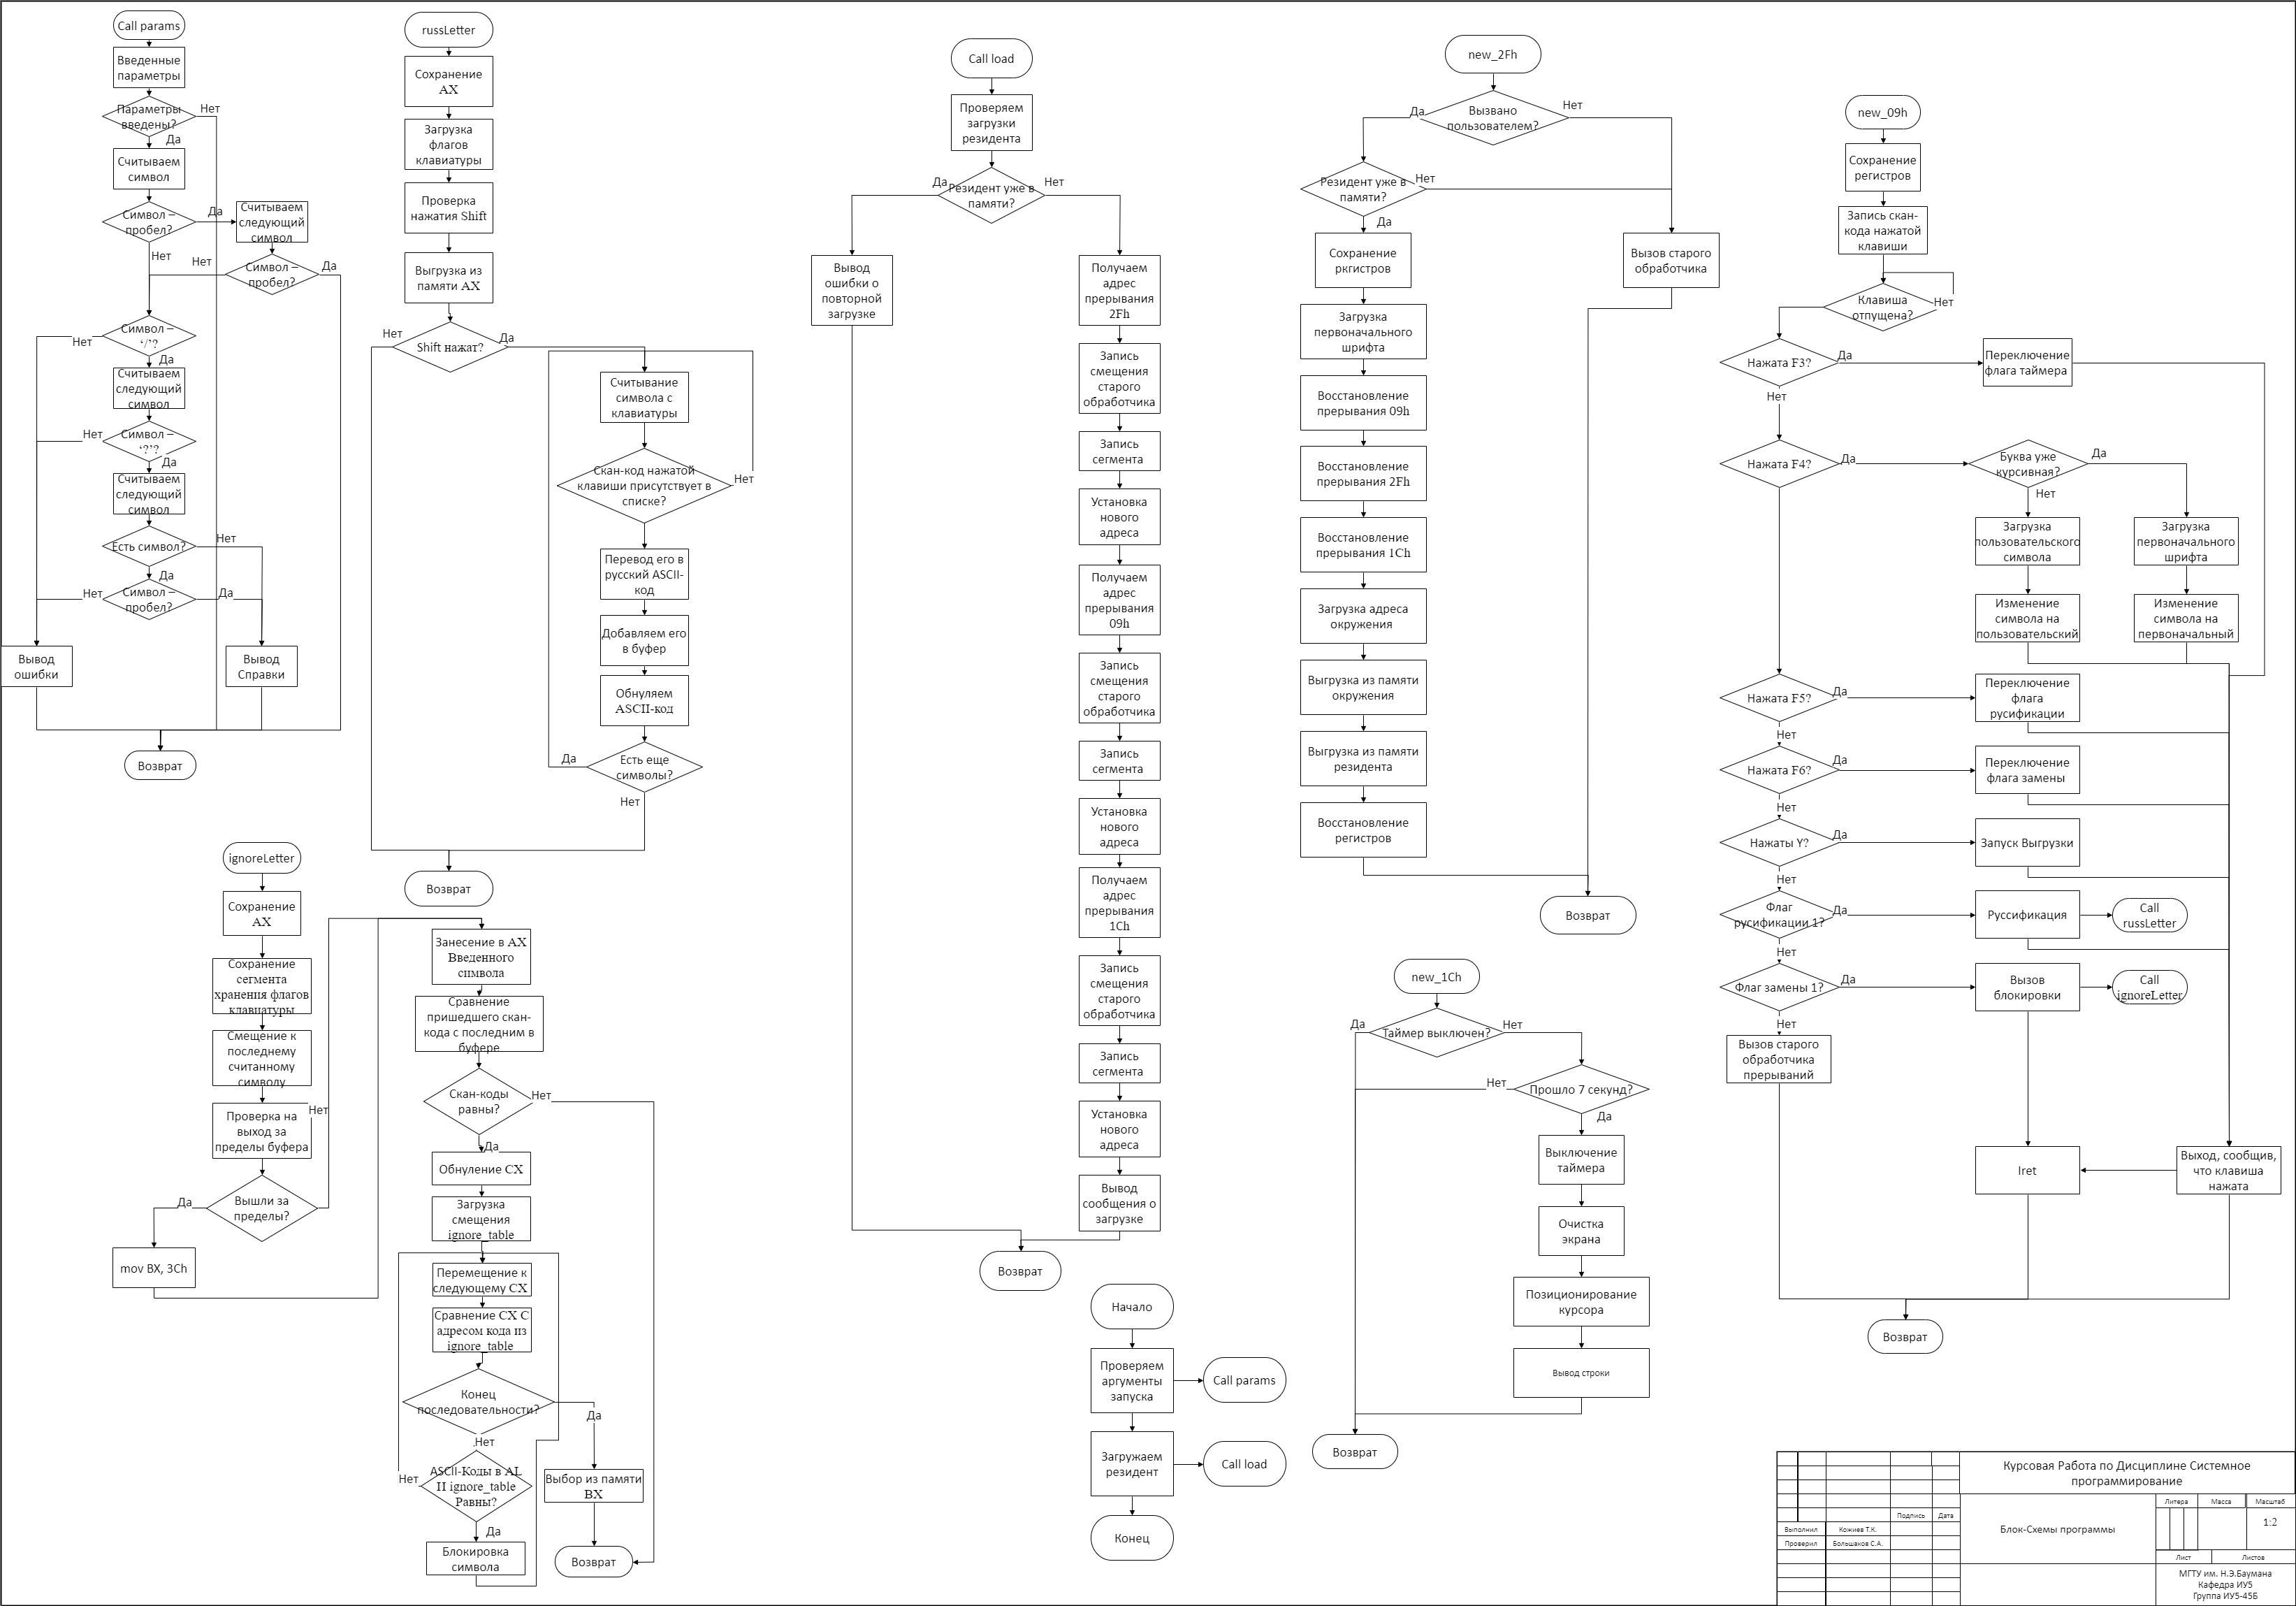 Call params
Введенные
параметры
Параметры
введены?
Нет
Да
Считываем
символ
Символ –
пробел?
Да
Считываем
следующий
символ
Нет
Нет
Символ –
пробел?
Да
Символ –
‘/’?
Нет
Да
Считываем
следующий
символ
Нет
Символ –
‘?’?
Да
Считываем
следующий
символ
Есть символ?
Нет
Да
Нет
Символ –
пробел?
Да
Вывод
ошибки
Вывод
Справки
Возврат
russLetter
Сохранение
AX
Загрузка
флагов
клавиатуры
Проверка
нажатия Shift
Выгрузка из
памяти AX
Нет
Shift нажат?
Да
Считывание
символа с
клавиатуры
Скан-код нажатой
клавиши присутствует в
списке?
Нет
Перевод его в
русский ASCII-
код
Добавляем его
в буфер
Обнуляем
ASCII-код
Да
Есть еще
символы?
Нет
Возврат
ignoreLetter
Сохранение
AX
Сохранение
сегмента
хранения флагов
клавиатуры
Смещение к
последнему
считанному
символу
Проверка на
выход за
пределы буфера
Нет
Да
Вышли за
пределы?
mov BX, 3Ch
Занесение в AX
Введенного
символа
Сравнение
пришедшего скан-
кода с последним в
буфере
Скан-коды
равны?
Нет
Да
Обнуление CX
Загрузка
смещения
ignore_table
Перемещение к
следующему CX
Сравнение CX С
адресом кода из
ignore_table
Конец
последовательности?
Да
Нет
ASCII-Коды в AL
И ignore_table
Равны?
Нет
Да
Блокировка
символа
Выбор из памяти
BX
Возврат
Call load
Проверяем
загрузки
резидента
Да
Резидент уже в
памяти?
Нет
Вывод
ошибки о
повторной
загрузке
Получаем
адрес
прерывания
2Fh
Запись
смещения
старого
обработчика
Запись
сегмента
Установка
нового
адреса
Получаем
адрес
прерывания
09h
Запись
смещения
старого
обработчика
Запись
сегмента
Установка
нового
адреса
Получаем
адрес
прерывания
1Ch
Запись
смещения
старого
обработчика
Запись
сегмента
Установка
нового
адреса
Вывод
сообщения о
загрузке
Возврат
Начало
Проверяем
аргументы
запуска
Call params
Загружаем
резидент
Call load
Конец
new_2Fh
Да
Вызвано
пользователем?
Нет
Резидент уже в
памяти?
Нет
Да
Сохранение
ркгистров
Вызов старого
обработчика
Загрузка
первоначального
шрифта
Восстановление
прерывания 09h
Восстановление
прерывания 2Fh
Восстановление
прерывания 1Ch
Загрузка адреса
окружения
Выгрузка из памяти
окружения
Выгрузка из памяти
резидента
Восстановление
регистров
Возврат
new_1Ch
Да
Таймер выключен?
Нет
Нет
Прошло 7 секунд?
Да
Выключение
таймера
Очистка
экрана
Позиционирование
курсора
Вывод строки
Возврат
new_09h
Сохранение
регистров
Запись скан-
кода нажатой
клавиши
Клавиша
отпущена?
Нет
Нажата F3?
Да
Переключение
флага таймера
Нет
Нажата F4?
Да
Буква уже
курсивная?
Да
Нет
Загрузка
пользовательского
символа
Загрузка
первоначального
шрифта
Изменение
символа на
пользовательский
Изменение
символа на
первоначальный
Нажата F5?
Да
Переключение
флага
русификации
Нет
Нажата F6?
Да
Переключение
флага замены
Нет
Нажаты Y?
Да
Запуск Выгрузки
Нет
Флаг
русификации 1?
Да
Руссификация
Call
russLetter
Нет
Флаг замены 1?
Да
Вызов
блокировки
Call
ignoreLetter
Нет
Вызов старого
обработчика
прерываний
Iret
Выход, сообщив,
что клавиша
нажата
Возврат
Курсовая Работа по Дисциплине Системное
программирование
Литера
Масса
Масштаб
Подпись
Дата
Блок-Схемы программы
1:2
Выполнил
Кожиев Т.К.
Проверил
Большаков С.А.
Лист
Листов
МГТУ им. Н.Э.Баумана
Кафедра ИУ5
Группа ИУ5-45Б